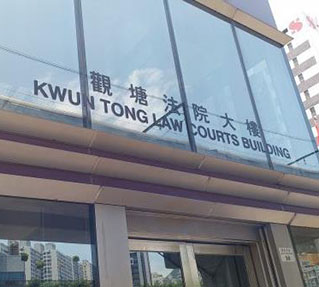 觀塘法院大樓
KWUN TONG LAW COURTS BUILDING